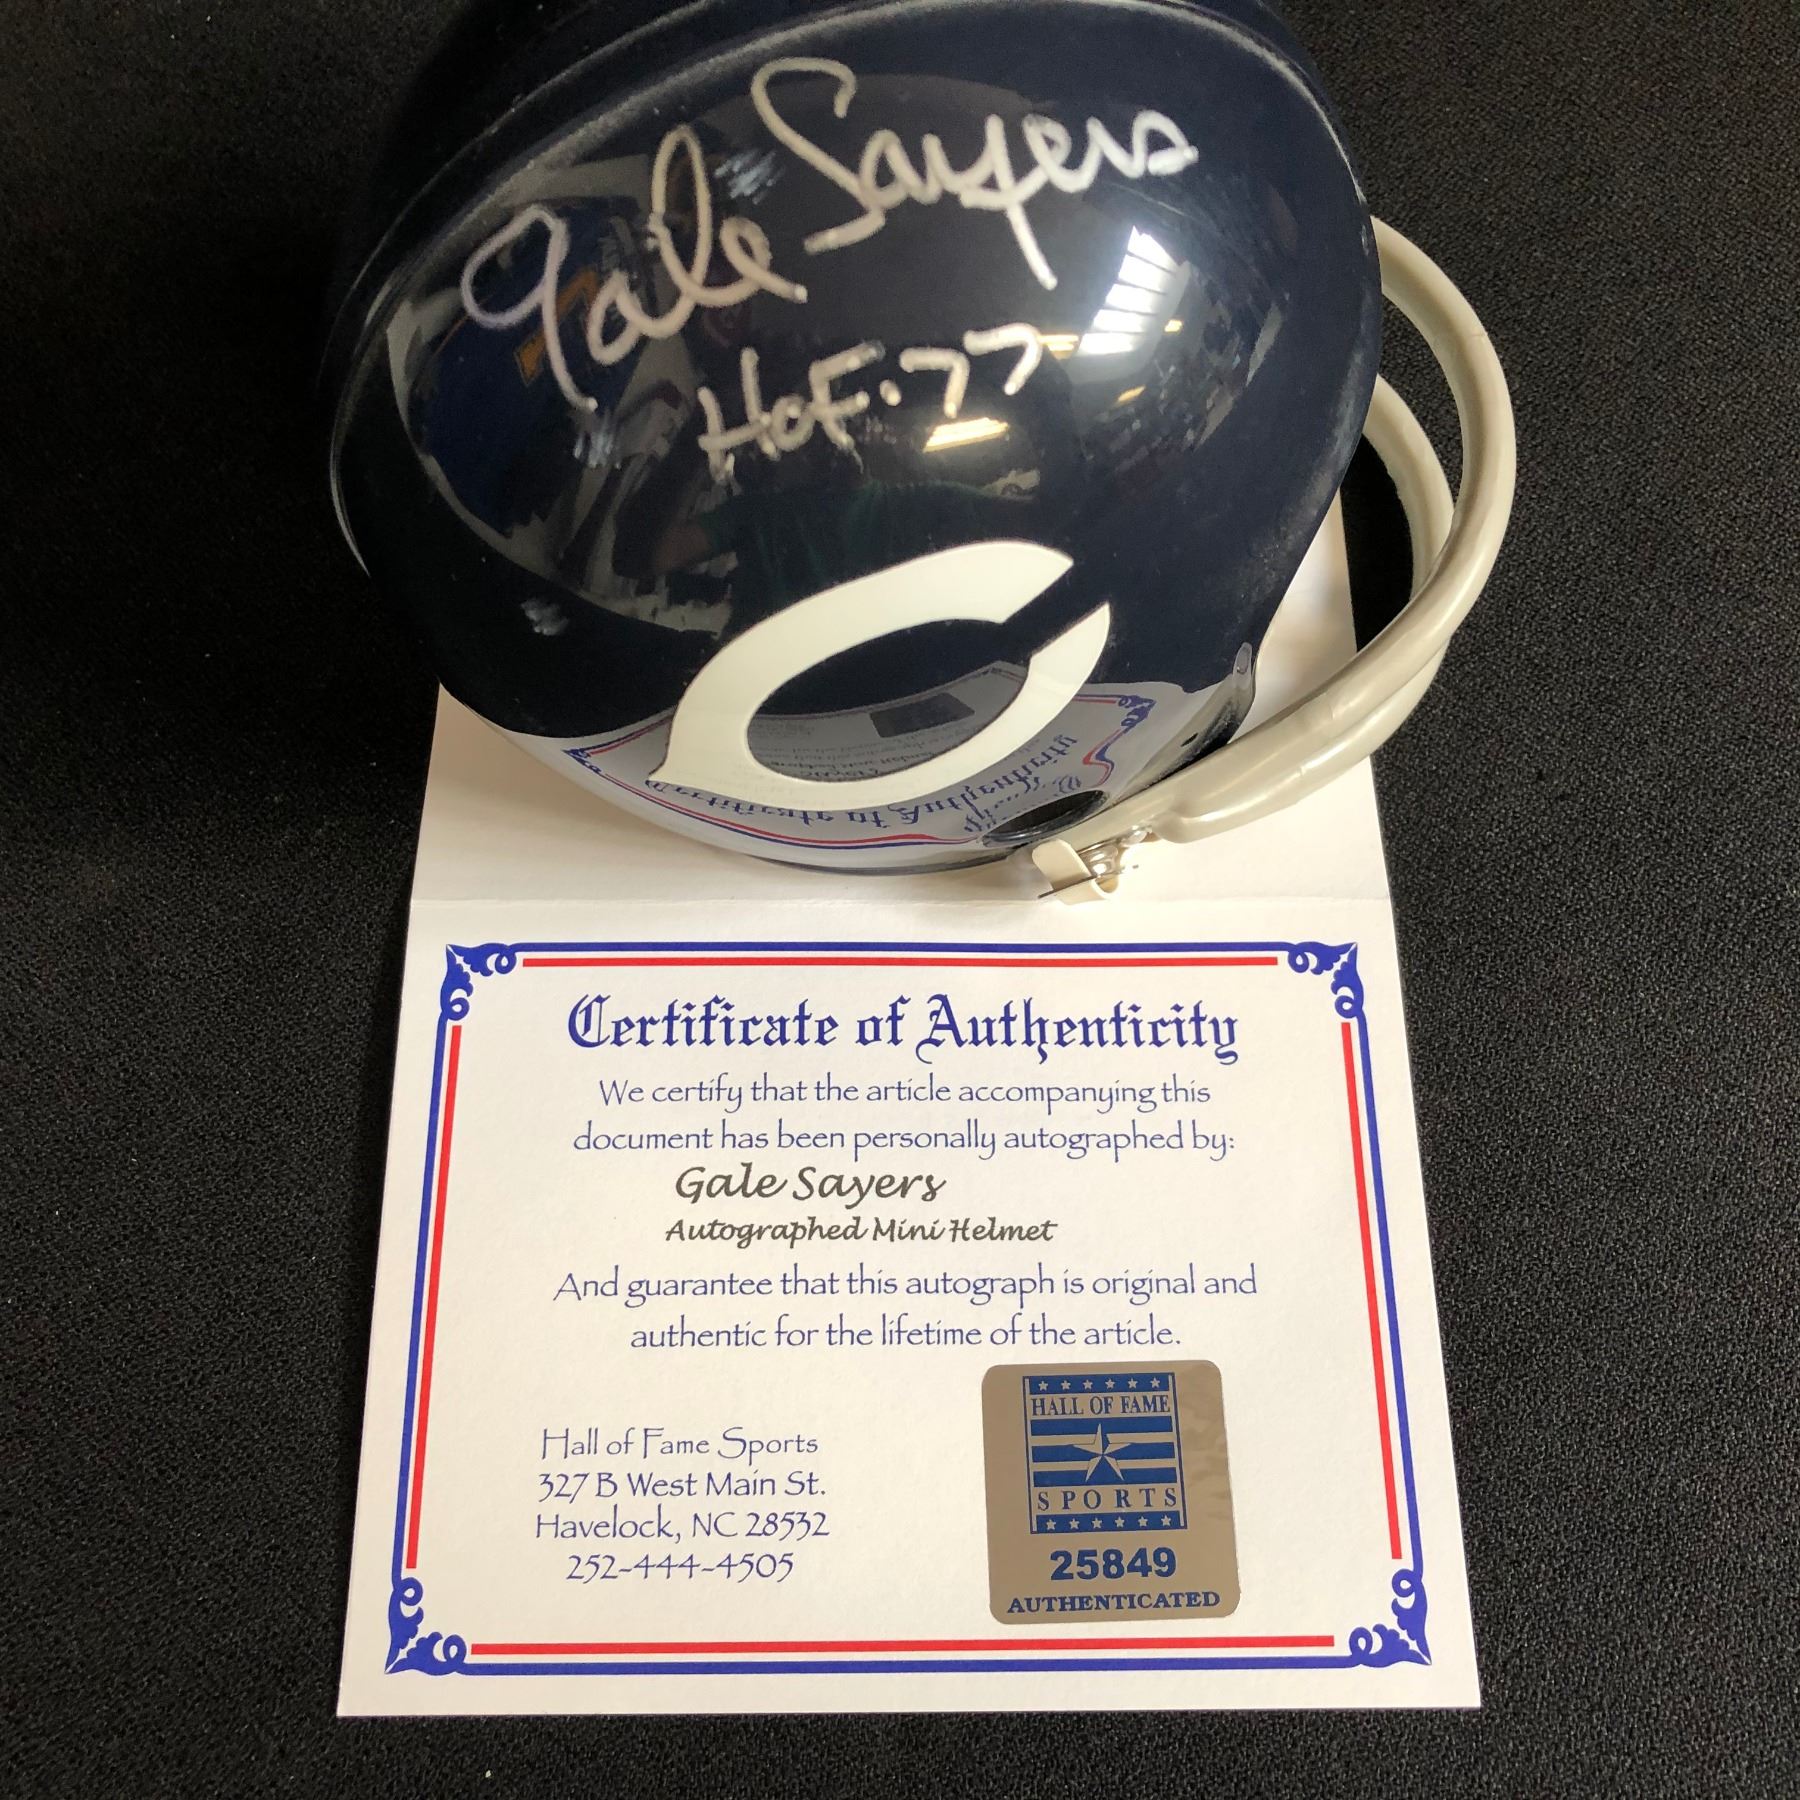 Gale Sayers
HOF.77
Certificate of Authenticity
We certify that the article accompanying this
document has been personally autographed by:
Gale Sayers
Autographed Mini Helmet
And guarantee that this autograph is original and
authentic for the lifetime of the article.
Hall of Fame Sports
327 B West Main St.
Havelock, NC 28532
252-444-4505
HALL OF FAME
SPORTS
25849
AUTHENTICATED